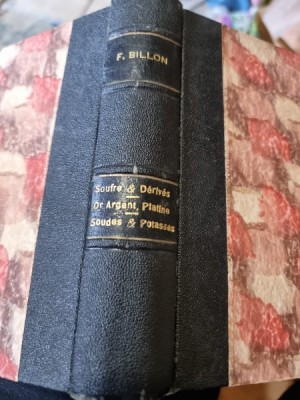 F. BILLON
Soufre & Dérivés
Or Argent, Platine
Soudes & Potasses